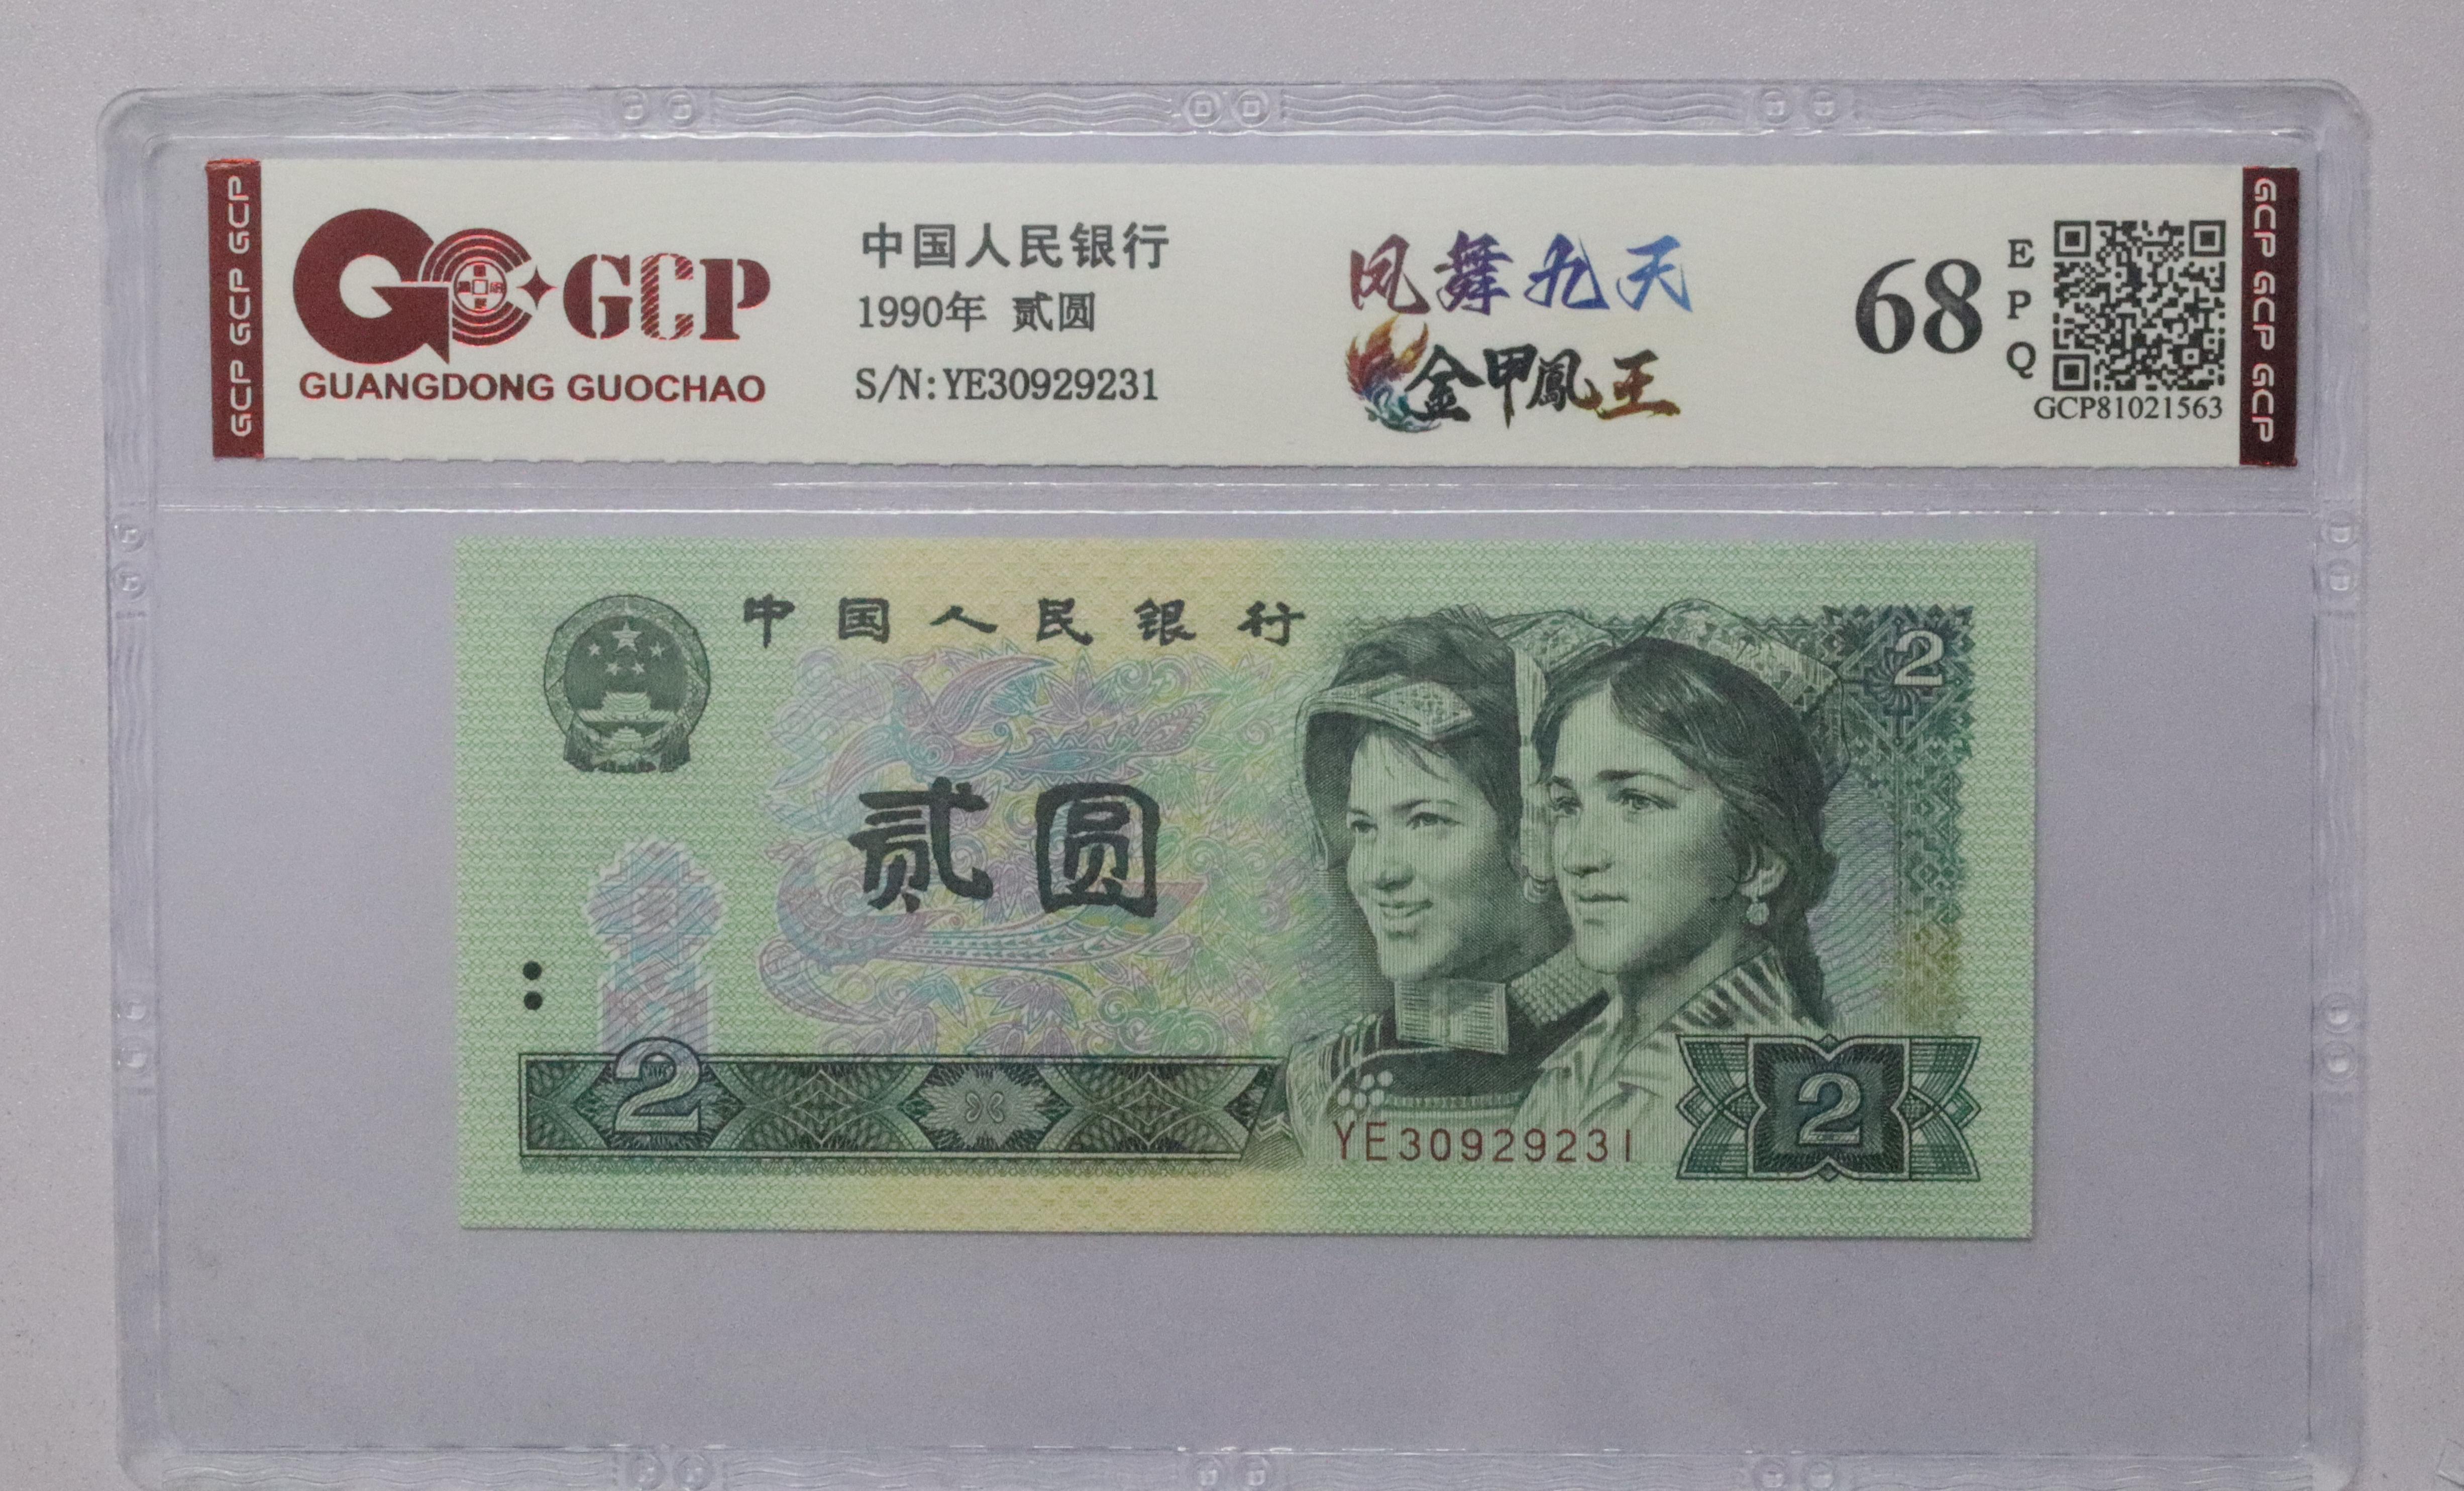 GCP GCP GCP
GCP
GUANGDONG GUOCHAO
中国人民银行
1990年 贰圆
S/N:YE30929231
凤舞九天
金甲鳳王
68
EPQ
GCP81021563
GCP GCP GCP
中国人民银行
2
贰圆
2
YE30929231
2